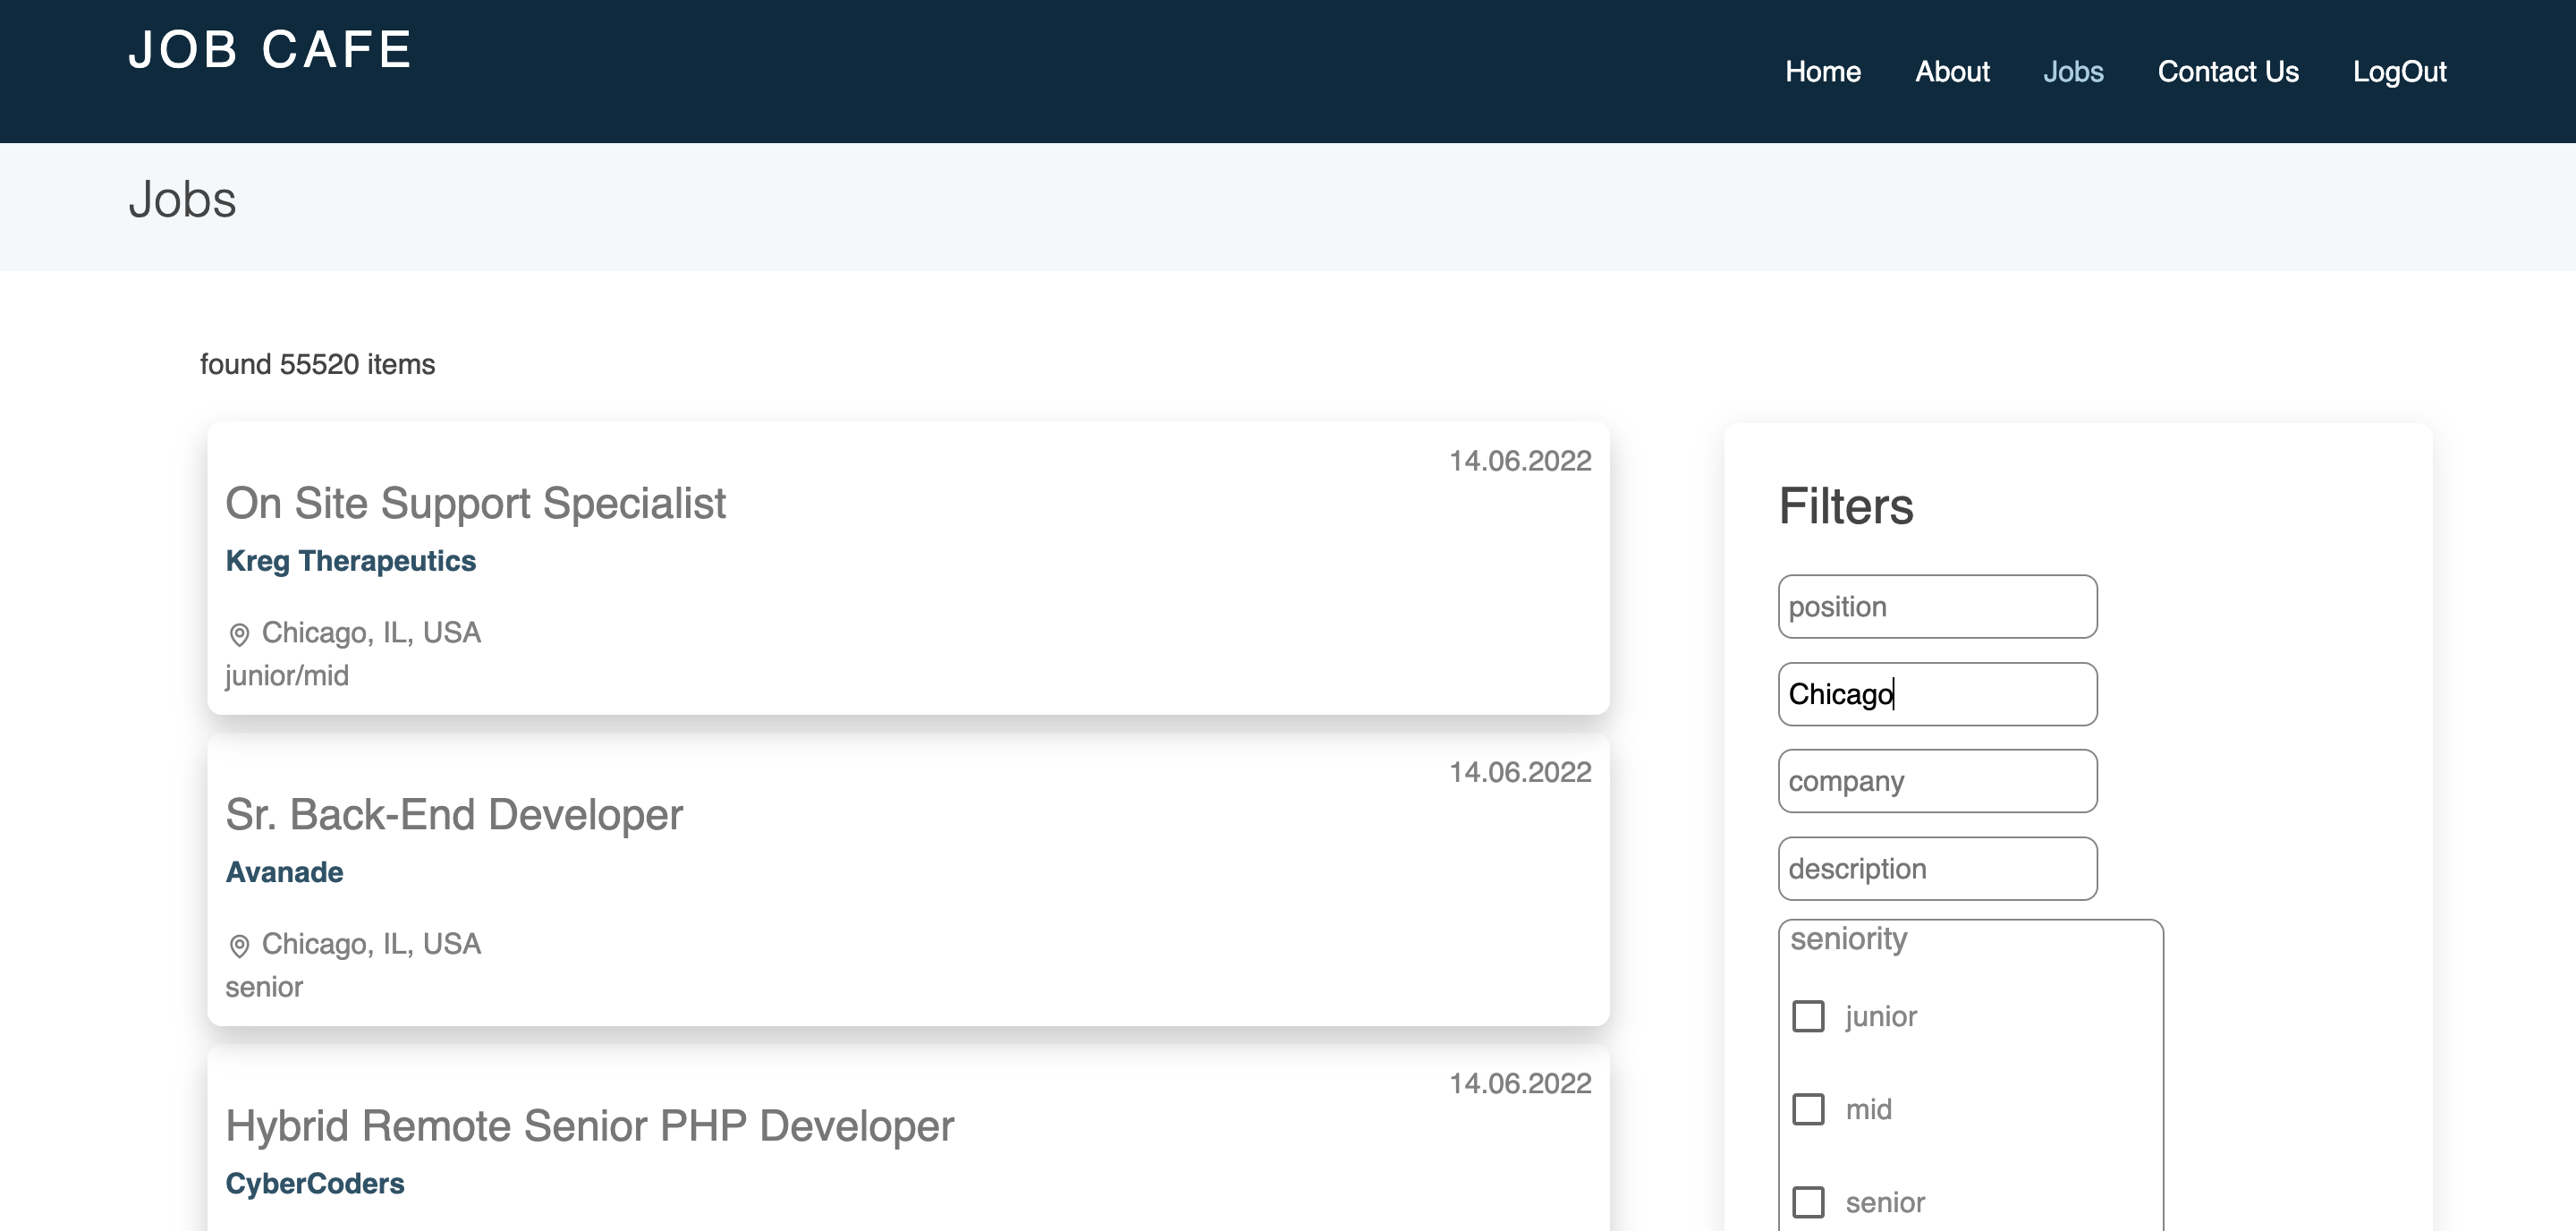 JOB CAFE
Home About Jobs Contact Us LogOut
Jobs
found 55520 items
14.06.2022
On Site Support Specialist
Kreg Therapeutics
Chicago, IL, USA
junior/mid
14.06.2022
Sr. Back-End Developer
Avanade
Chicago, IL, USA
senior
14.06.2022
Hybrid Remote Senior PHP Developer
CyberCoders
Filters
position
Chicago
company
description
seniority
junior
mid
senior